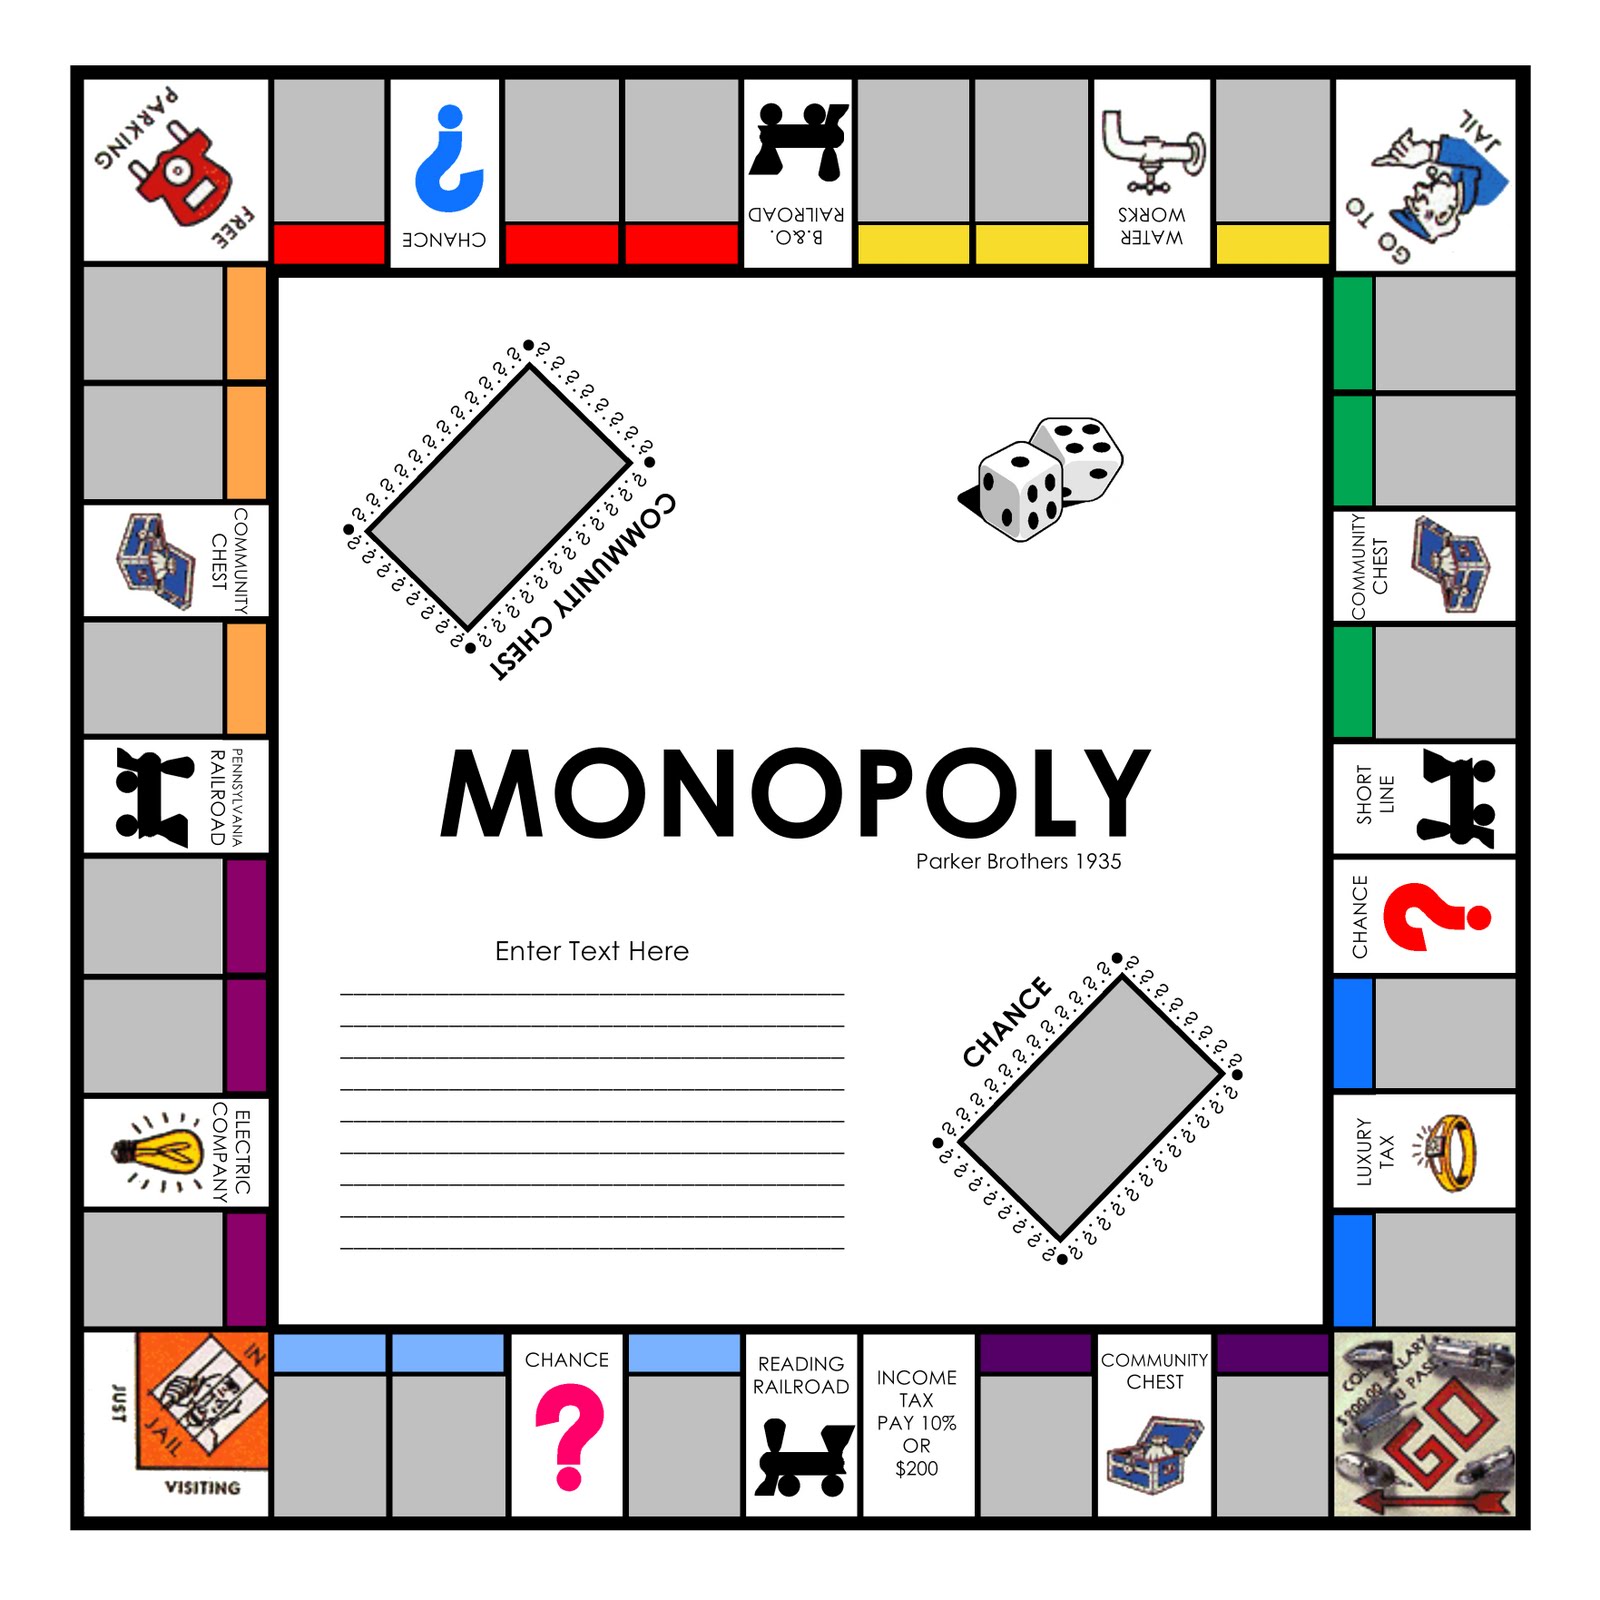 FREE
PARKING
CHANCE
B.&O.
RAILROAD
WATER
WORKS
GO TO
JAIL
COMMUNITY
CHEST
PENNSYLVANIA
RAILROAD
ELECTRIC
COMPANY
COMMUNITY CHEST
MONOPOLY
Parker Brothers 1935
Enter Text Here
CHANCE
COMMUNITY
CHEST
SHORT
LINE
CHANCE
LUXURY
TAX
IN
JAIL
JUST
VISITING
CHANCE
READING
RAILROAD
INCOME
TAX
PAY 10%
OR
$200
COMMUNITY
CHEST
SALARY
PASS
GO